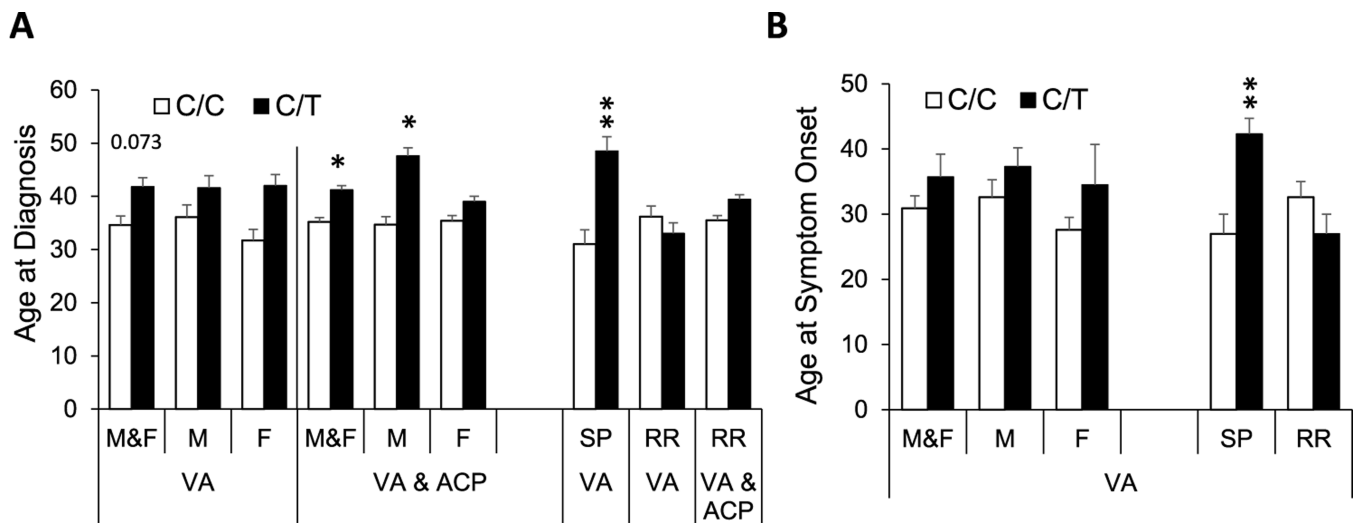 A
Age at Diagnosis
60
50
40
30
20
10
0
C/C C/T
0.073
*
*
**
M&F M F M&F M F SP RR RR
VA VA & ACP VA VA VA &
ACP
B
Age at Symptom Onset
50
40
30
20
10
0
C/C C/T
**
M&F M F SP RR
VA